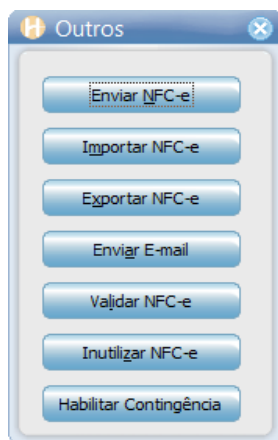 Outros
Enviar NFC-e
Importar NFC-e
Exportar NFC-e
Enviar E-mail
Validar NFC-e
Inutilizar NFC-e
Habilitar Contingência